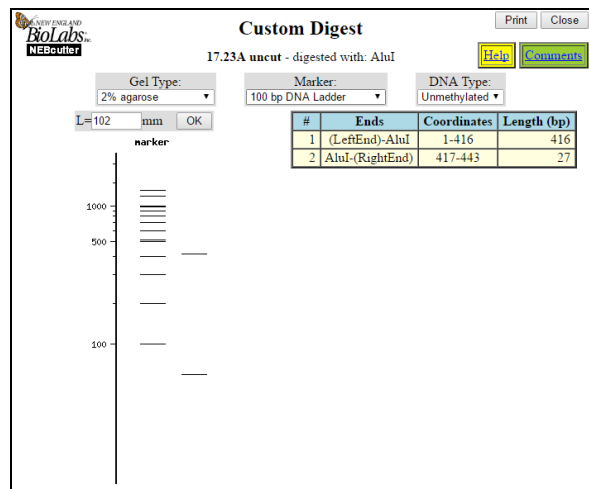 NEW ENGLAND
BioLabs Inc.
NEBcutter
Custom Digest
Print Close
17.23A uncut - digested with: AluI
Help Comments
Gel Type: Marker: DNA Type:
2% agarose 100 bp DNA Ladder Unmethylated
L= 102 mm OK
# Ends Coordinates Length (bp)
1 (LeftEnd)-AluI 1-416 416
2 AluI-(RightEnd) 417-443 27
marker
1000
500
100